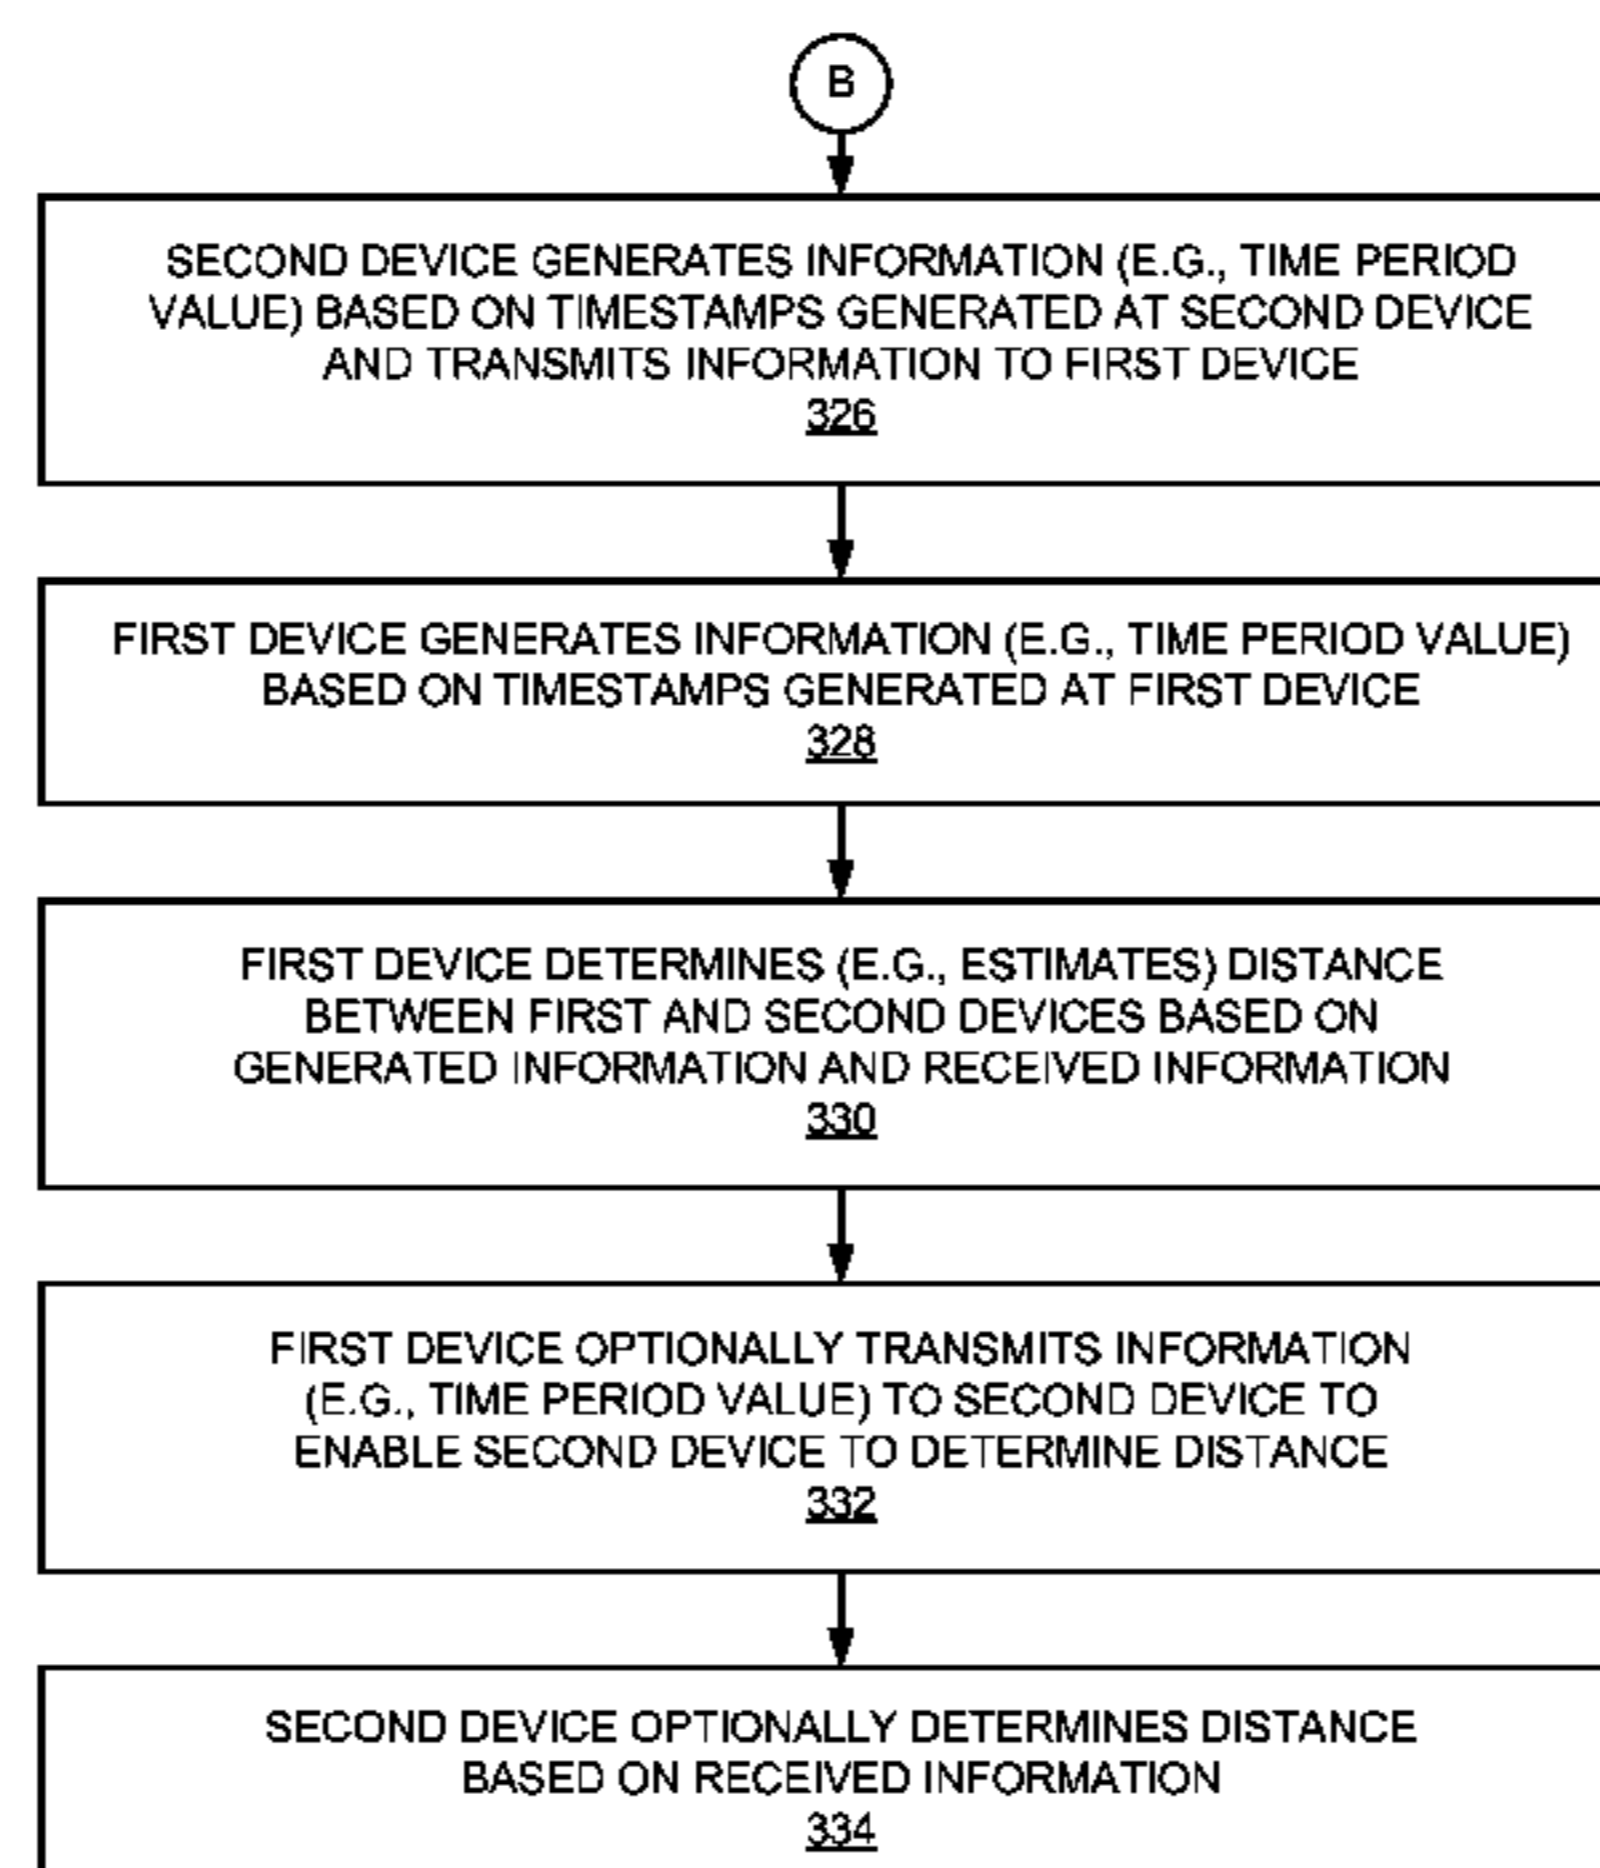 B
SECOND DEVICE GENERATES INFORMATION (E.G., TIME PERIOD
VALUE) BASED ON TIMESTAMPS GENERATED AT SECOND DEVICE
AND TRANSMITS INFORMATION TO FIRST DEVICE
326
FIRST DEVICE GENERATES INFORMATION (E.G., TIME PERIOD VALUE)
BASED ON TIMESTAMPS GENERATED AT FIRST DEVICE
328
FIRST DEVICE DETERMINES (E.G., ESTIMATES) DISTANCE
BETWEEN FIRST AND SECOND DEVICES BASED ON
GENERATED INFORMATION AND RECEIVED INFORMATION
330
FIRST DEVICE OPTIONALLY TRANSMITS INFORMATION
(E.G., TIME PERIOD VALUE) TO SECOND DEVICE TO
ENABLE SECOND DEVICE TO DETERMINE DISTANCE
332
SECOND DEVICE OPTIONALLY DETERMINES DISTANCE
BASED ON RECEIVED INFORMATION
334